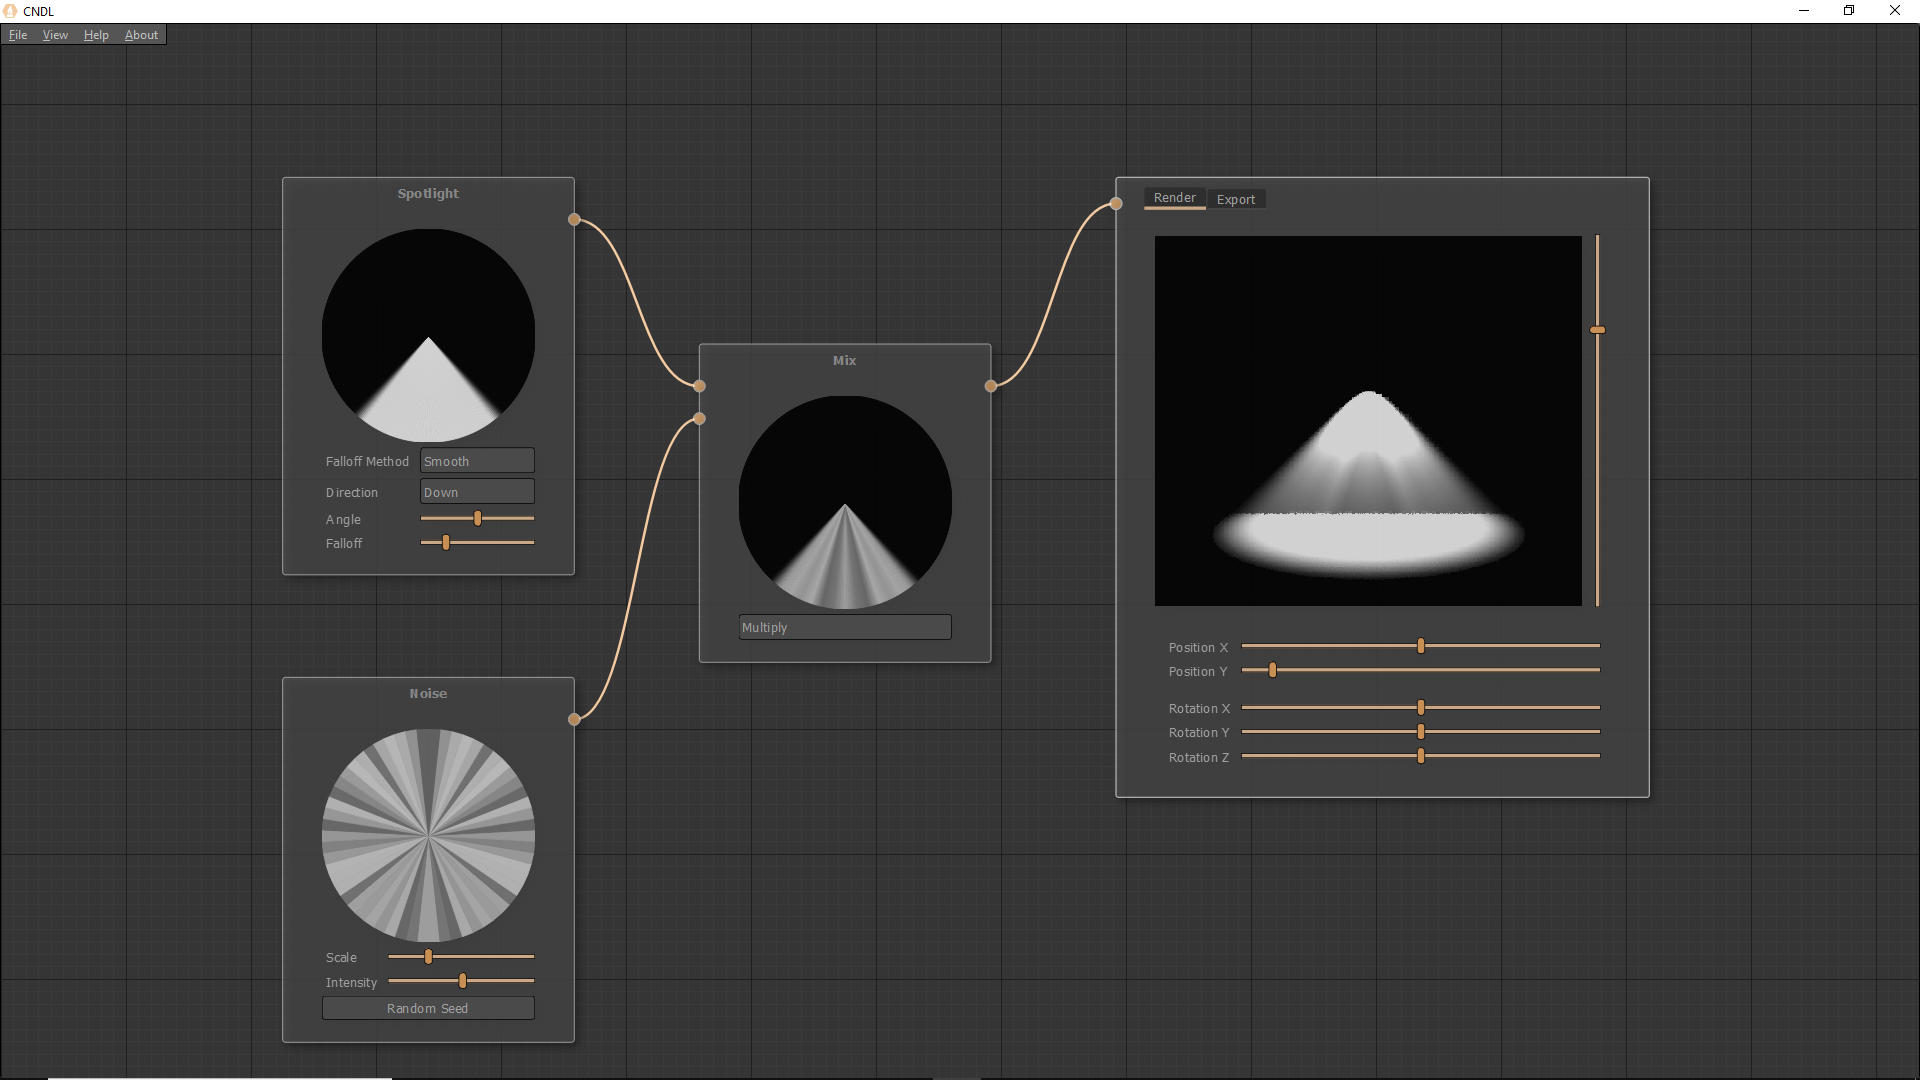 CNDL
File View Help About
Spotlight
Falloff Method Smooth
Direction Down
Angle
Falloff
Noise
Scale
Intensity
Random Seed
Mix
Multiply
Render Export
Position X
Position Y
Rotation X
Rotation Y
Rotation Z